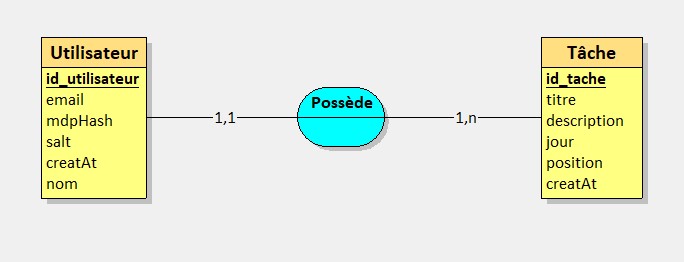 Utilisateur
id_utilisateur
email
mdpHash
salt
creatAt
nom
1,1
Possède
1,n
Tâche
id_tache
titre
description
jour
position
creatAt